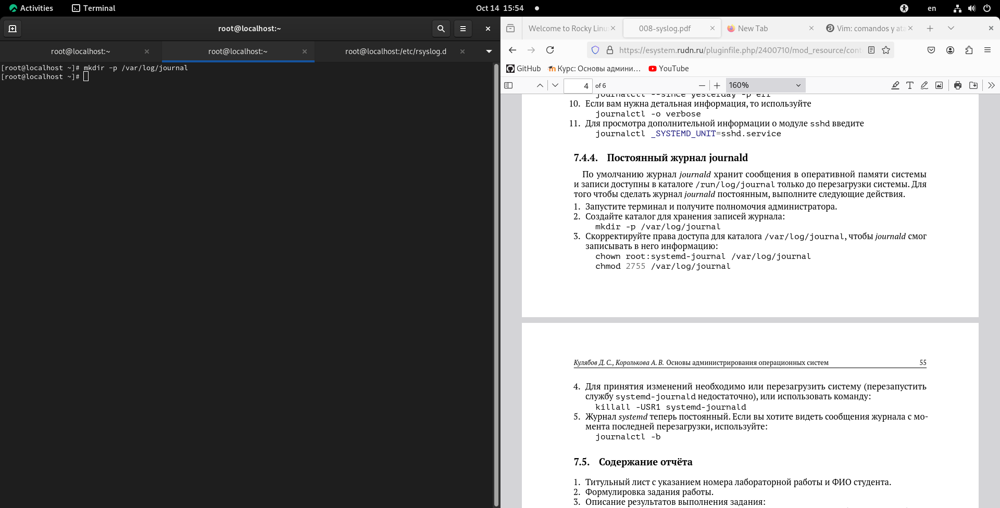 Activities
Terminal
Oct 14 15:54
en
root@localhost:~
root@localhost:~
root@localhost:~
root@localhost:/etc/rsyslog.d
[root@localhost ~]# mkdir -p /var/log/journal
[root@localhost ~]#
Welcome to Rocky Linu
008-syslog.pdf
New Tab
Vim: comandos y ata
https://esystem.rudn.ru/pluginfile.php/2400710/mod_resource/cont
GitHub
Курс: Основы админи…
YouTube
4 of 6
160%
journalctl --since yesterday -p err
10. Если вам нужна детальная информация, то используйте
journalctl -o verbose
11. Для просмотра дополнительной информации о модуле sshd введите
journalctl _SYSTEMD_UNIT=sshd.service
7.4.4. Постоянный журнал journald
По умолчанию журнал journald хранит сообщения в оперативной памяти системы
и записи доступны в каталоге /run/log/journal только до перезагрузки системы. Для
того чтобы сделать журнал journald постоянным, выполните следующие действия.
1. Запустите терминал и получите полномочия администратора.
2. Создайте каталог для хранения записей журнала:
mkdir -p /var/log/journal
3. Скорректируйте права доступа для каталога /var/log/journal, чтобы journald смог
записывать в него информацию:
chown root:systemd-journal /var/log/journal
chmod 2755 /var/log/journal
Кулябов Д. С., Королькова А. В. Основы администрирования операционных систем 55
4. Для принятия изменений необходимо или перезагрузить систему (перезапустить
службу systemd-journald недостаточно), или использовать команду:
killall -USR1 systemd-journald
5. Журнал systemd теперь постоянный. Если вы хотите видеть сообщения журнала с мо-
мента последней перезагрузки, используйте:
journalctl -b
7.5. Содержание отчёта
1. Титульный лист с указанием номера лабораторной работы и ФИО студента.
2. Формулировка задания работы.
3. Описание результатов выполнения задания: